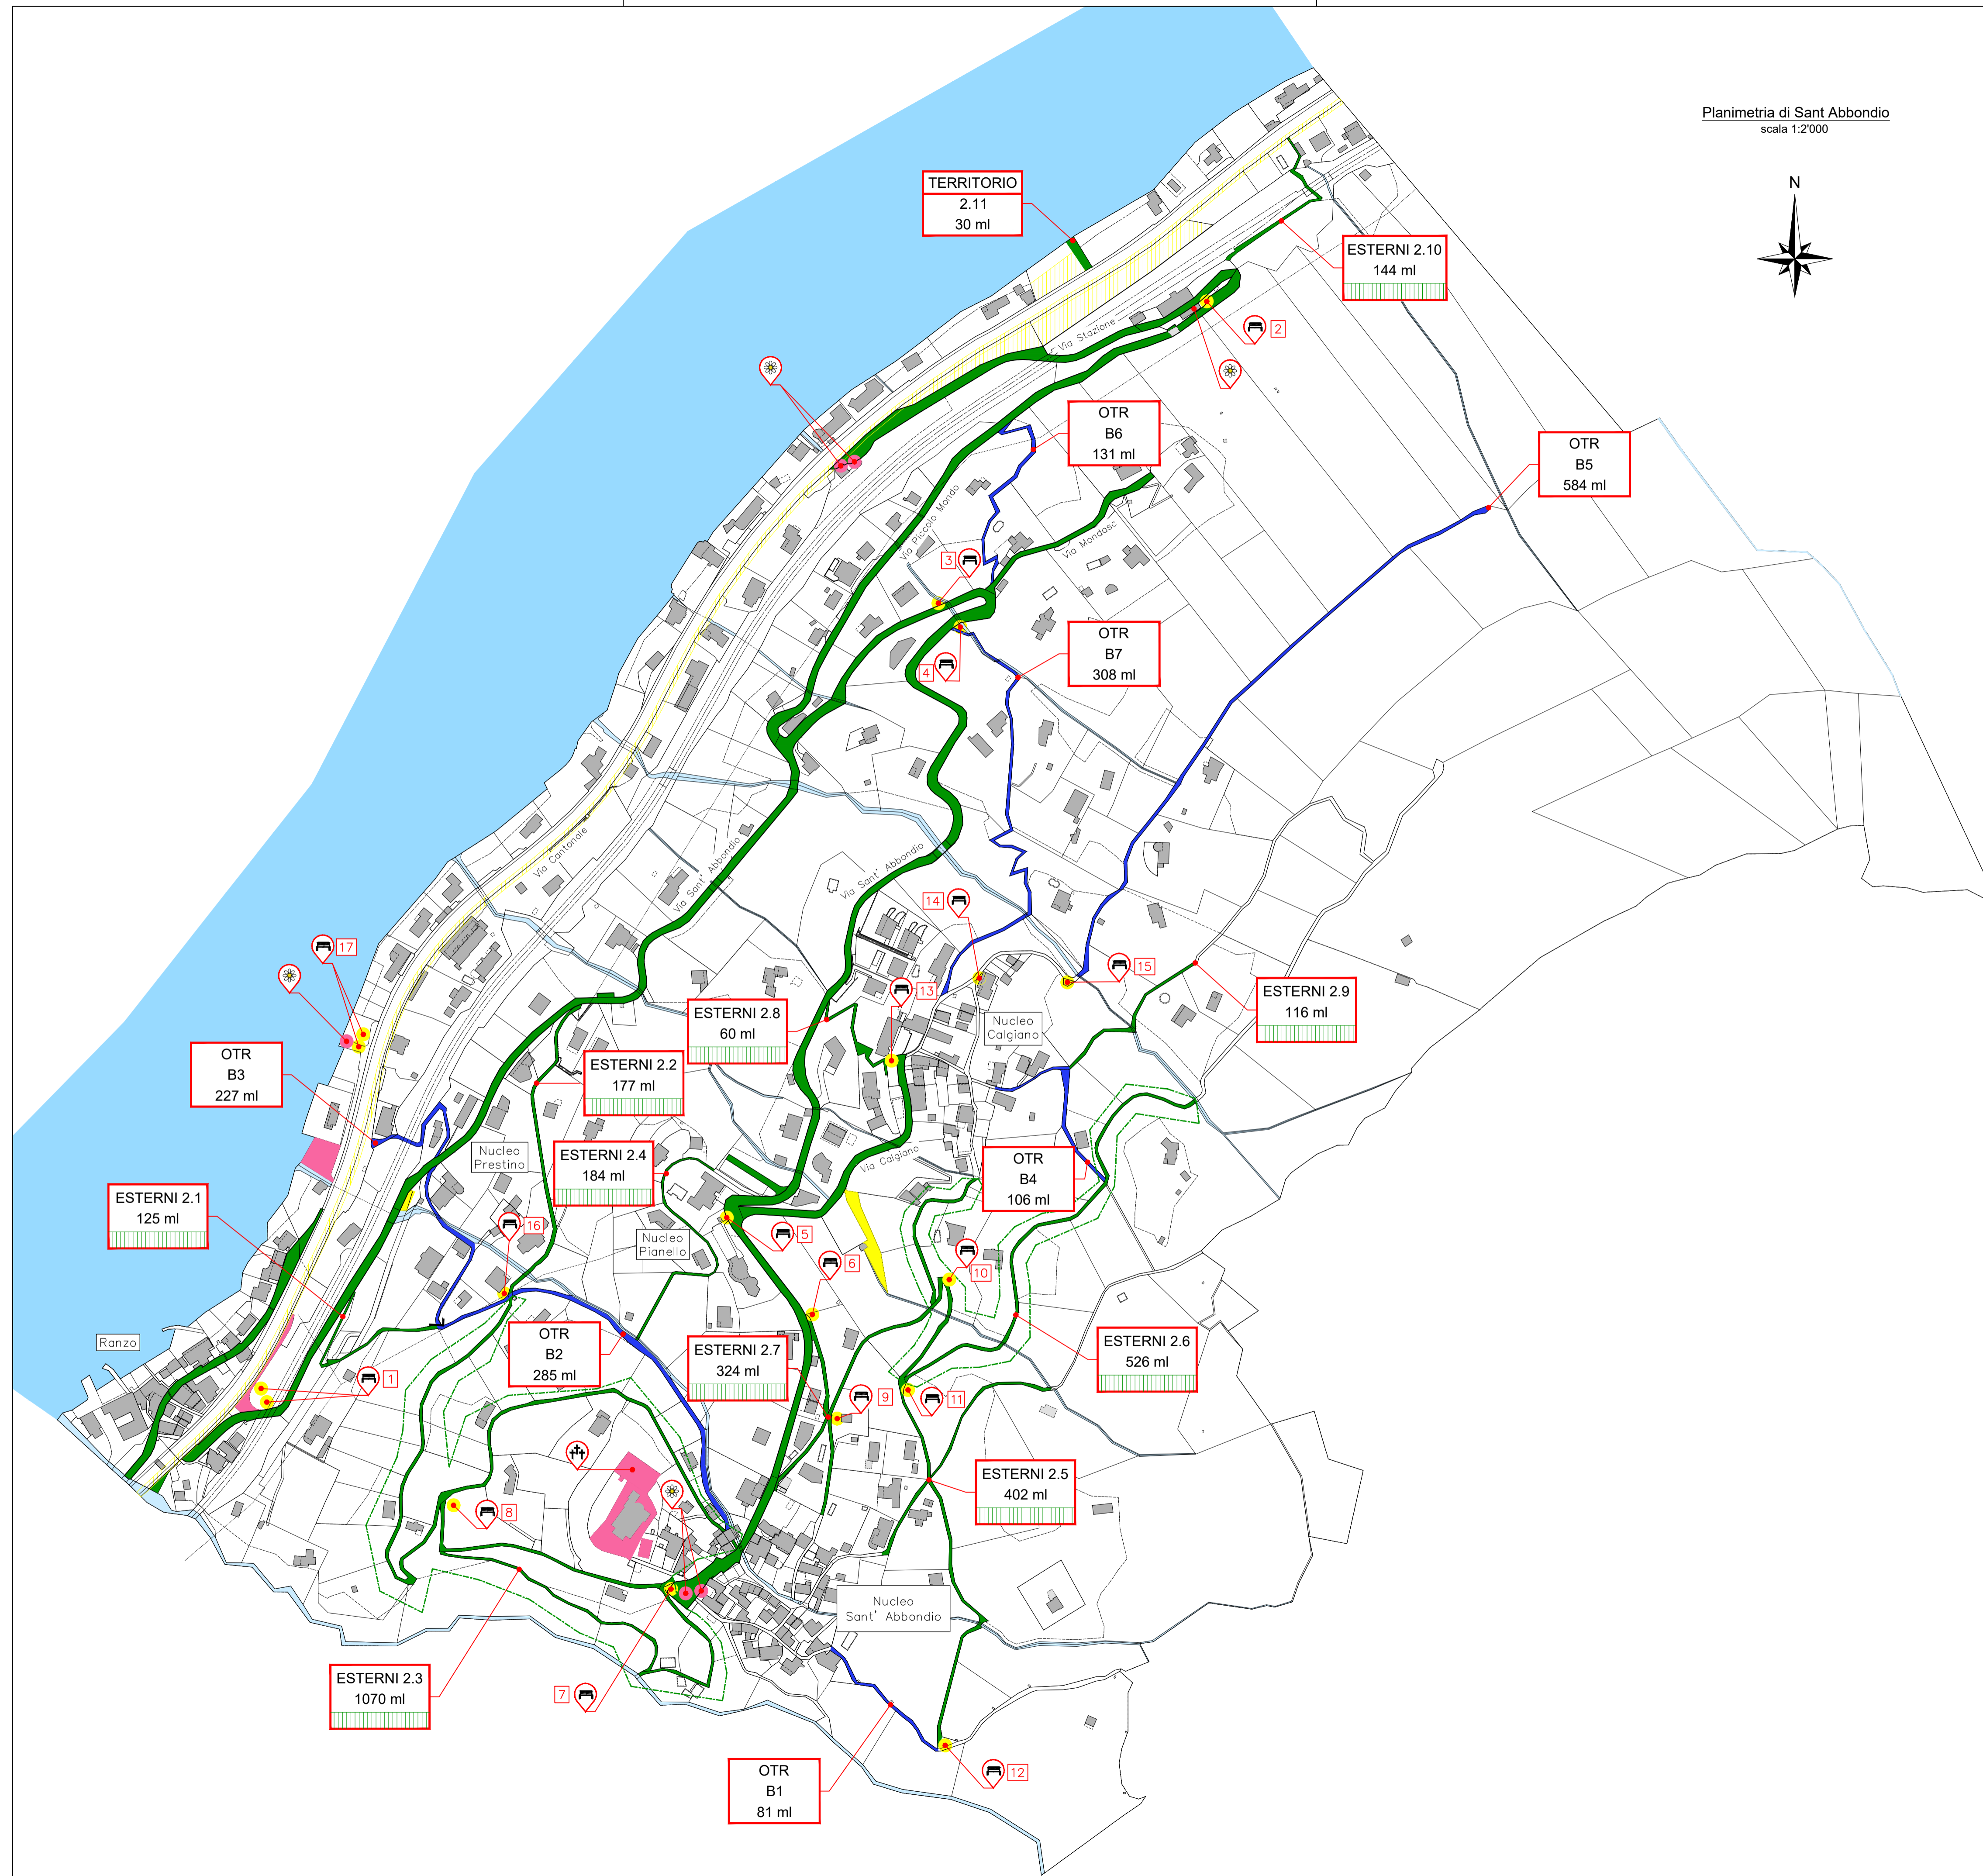 Planimetria di Sant Abbondio
scala 1:2'000
N
TERRITORIO
2.11
30 ml
ESTERNI 2.10
144 ml
2
Via Stazione
OTR
B6
131 ml
OTR
B5
584 ml
Via Piccolo Mondo
Via Mondasc
3
OTR
B7
308 ml
4
Via Cantonale
Via Sant' Abbondio
Via Sant' Abbondio
14
17
15
13
ESTERNI 2.9
116 ml
ESTERNI 2.8
60 ml
Nucleo
Calgiano
OTR
B3
227 ml
ESTERNI 2.2
177 ml
Nucleo
Prestino
ESTERNI 2.4
184 ml
Via Calgiano
OTR
B4
106 ml
ESTERNI 2.1
125 ml
16
Nucleo
Pianello
5
6
10
Ranzo
OTR
B2
285 ml
ESTERNI 2.7
324 ml
ESTERNI 2.6
526 ml
1
9
11
ESTERNI 2.5
402 ml
8
Nucleo
Sant' Abbondio
ESTERNI 2.3
1070 ml
7
OTR
B1
81 ml
12